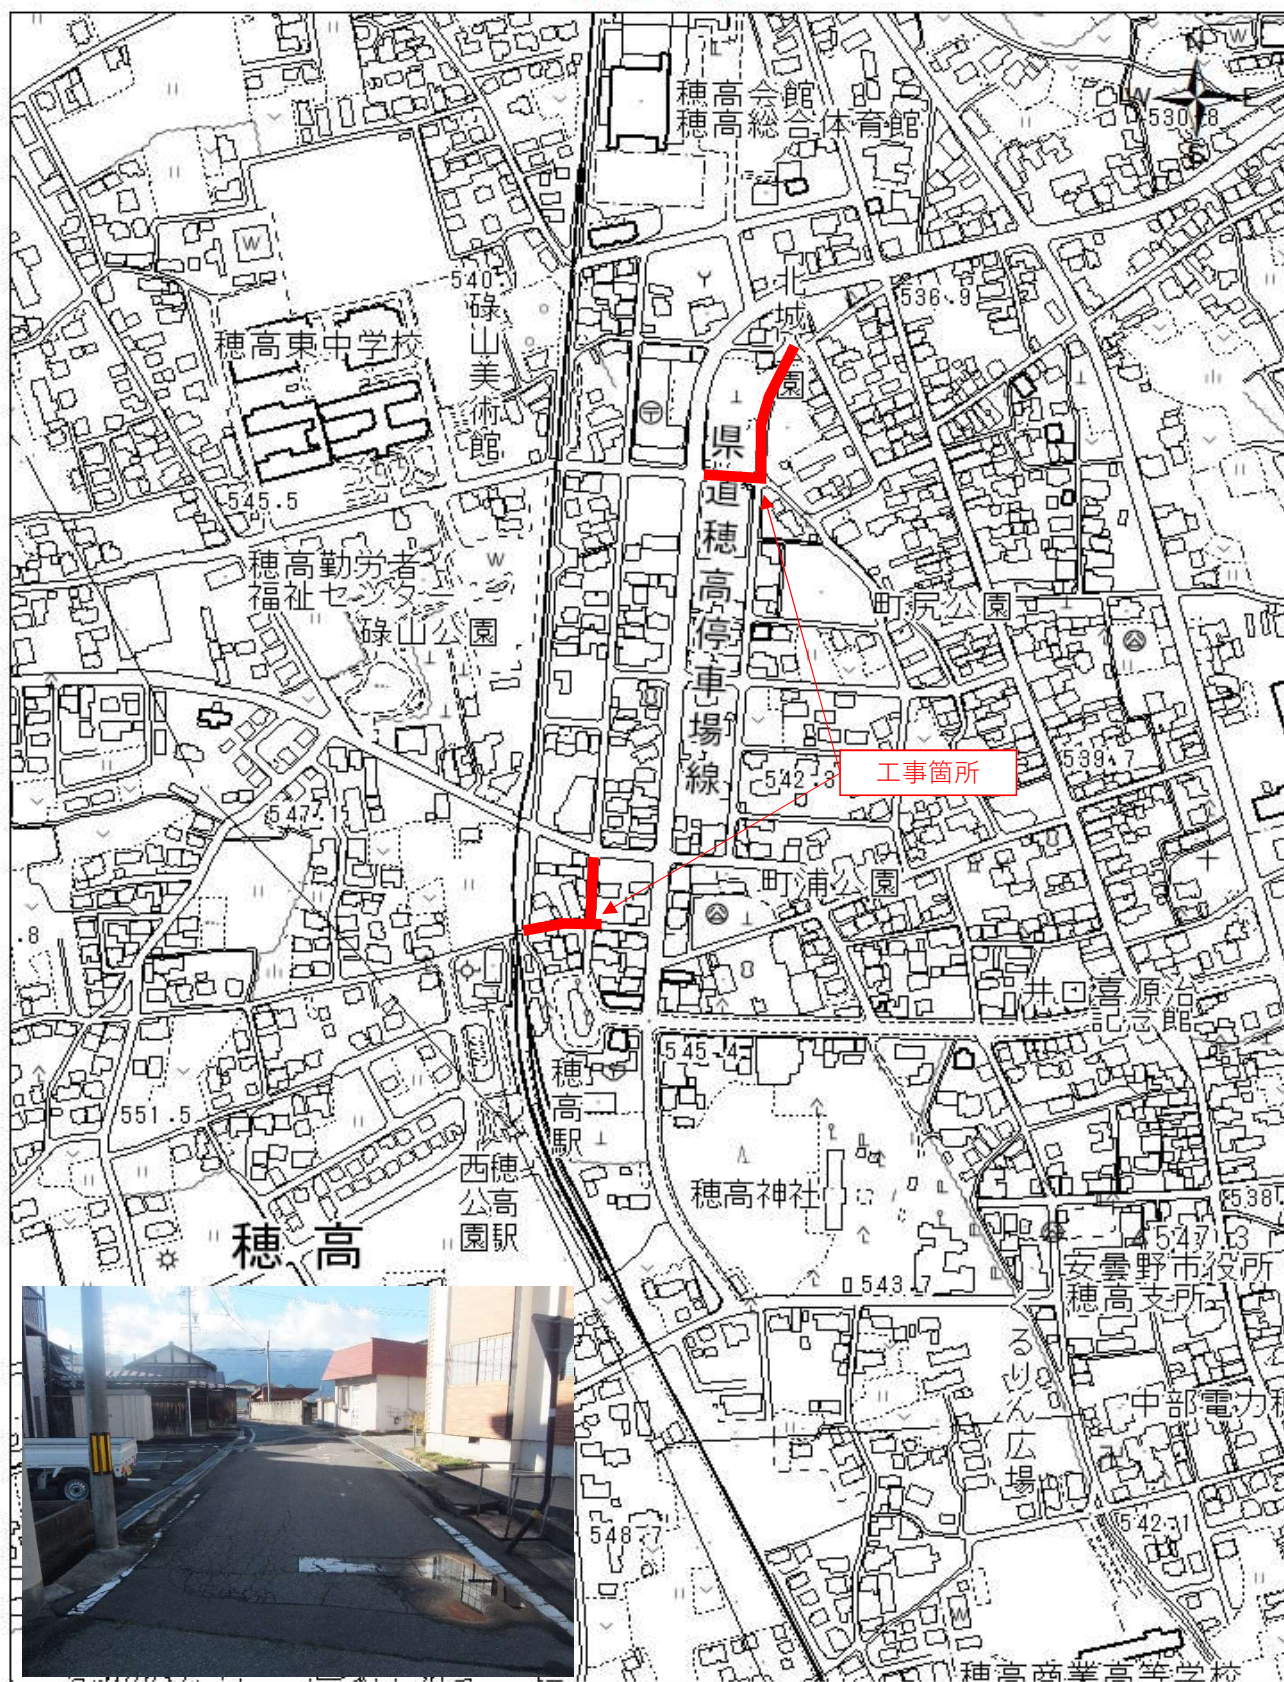 穂高会館
穂高総合体育館
N
W
E
S
530.8
540.
碌山美術館
北城
公園
536.9
穂高東中学校
県道穂高停車場線
545.5
穂高勤労者
福祉センター
碌山公園
町尻公園
工事箇所
542.3
539.7
547.1
町浦公園
.8
井口喜源治
記念館
545.4
穂高駅
551.5
西公園
穂高駅
穂高神社
538
穂高
547.3
安曇野市役所
穂高支所
543.7
るりん広場
中部電力穂
548.7
542.1
穂高商業高等学校